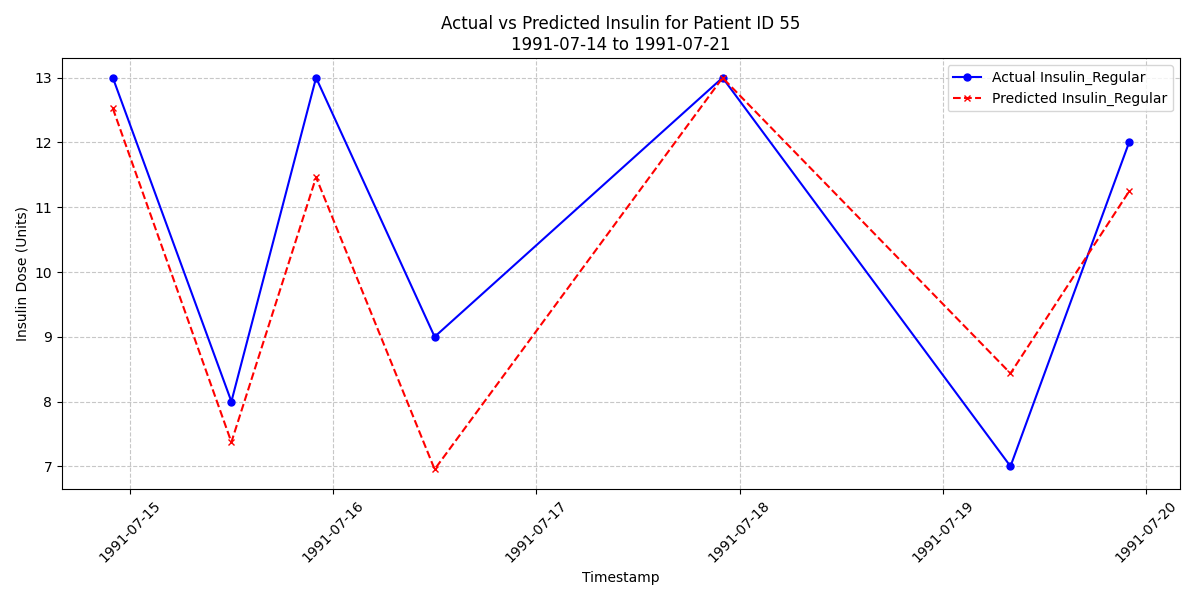 Actual vs Predicted Insulin for Patient ID 55
1991-07-14 to 1991-07-21
Actual Insulin_Regular
Predicted Insulin_Regular
Insulin Dose (Units)
13
12
11
10
9
8
7
1991-07-15
1991-07-16
1991-07-17
1991-07-18
1991-07-19
1991-07-20
Timestamp